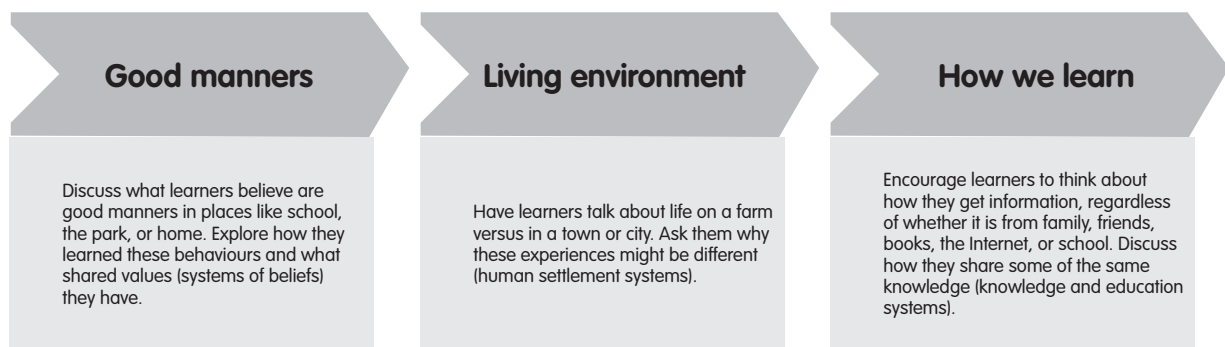 Good manners
Discuss what learners believe are
good manners in places like school,
the park, or home. Explore how they
learned these behaviours and what
shared values (systems of beliefs)
they have.
Living environment
Have learners talk about life on a farm
versus in a town or city. Ask them why
these experiences might be different
(human settlement systems).
How we learn
Encourage learners to think about
how they get information, regardless
of whether it is from family, friends,
books, the Internet, or school. Discuss
how they share some of the same
knowledge (knowledge and education
systems).